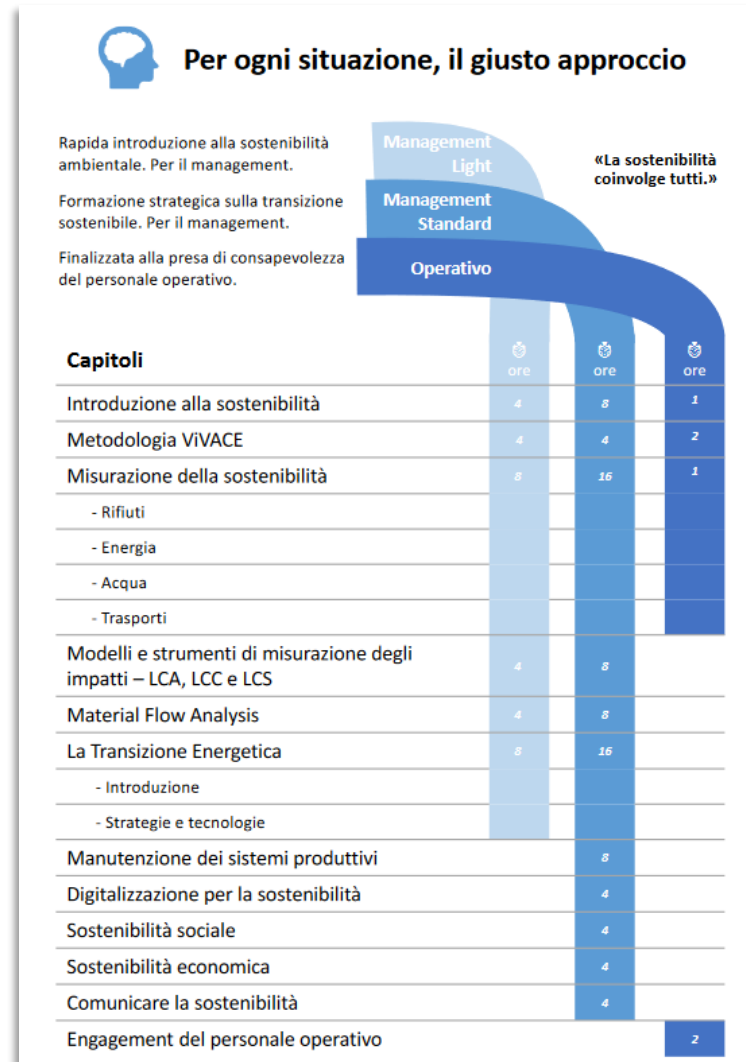 Per ogni situazione, il giusto approccio
Rapida introduzione alla sostenibilità
ambientale. Per il management.
Formazione strategica sulla transizione
sostenibile. Per il management.
Finalizzata alla presa di consapevolezza
del personale operativo.
Management
Light
Management
Standard
Operativo
«La sostenibilità
coinvolge tutti.»
Capitoli ore ore ore
Introduzione alla sostenibilità 4 8 1
Metodologia ViVACE 4 4 2
Misurazione della sostenibilità 8 16 1
- Rifiuti
- Energia
- Acqua
- Trasporti
Modelli e strumenti di misurazione degli
impatti – LCA, LCC e LCS 4 8
Material Flow Analysis 4 8
La Transizione Energetica 8 16
- Introduzione
- Strategie e tecnologie
Manutenzione dei sistemi produttivi 8
Digitalizzazione per la sostenibilità 4
Sostenibilità sociale 4
Sostenibilità economica 4
Comunicare la sostenibilità 4
Engagement del personale operativo 2